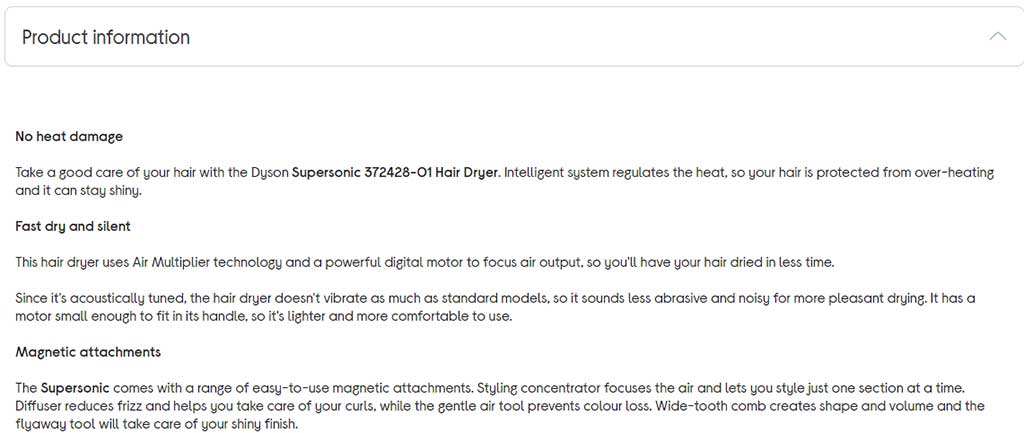 Product information
No heat damage
Take a good care of your hair with the Dyson Supersonic 372428-01 Hair Dryer. Intelligent system regulates the heat, so your hair is protected from over-heating
and it can stay shiny.
Fast dry and silent
This hair dryer uses Air Multiplier technology and a powerful digital motor to focus air output, so you'll have your hair dried in less time.
Since it's acoustically tuned, the hair dryer doesn't vibrate as much as standard models, so it sounds less abrasive and noisy for more pleasant drying. It has a
motor small enough to fit in its handle, so it's lighter and more comfortable to use.
Magnetic attachments
The Supersonic comes with a range of easy-to-use magnetic attachments. Styling concentrator focuses the air and lets you style just one section at a time.
Diffuser reduces frizz and helps you take care of your curls, while the gentle air tool prevents colour loss. Wide-tooth comb creates shape and volume and the
flyaway tool will take care of your shiny finish.